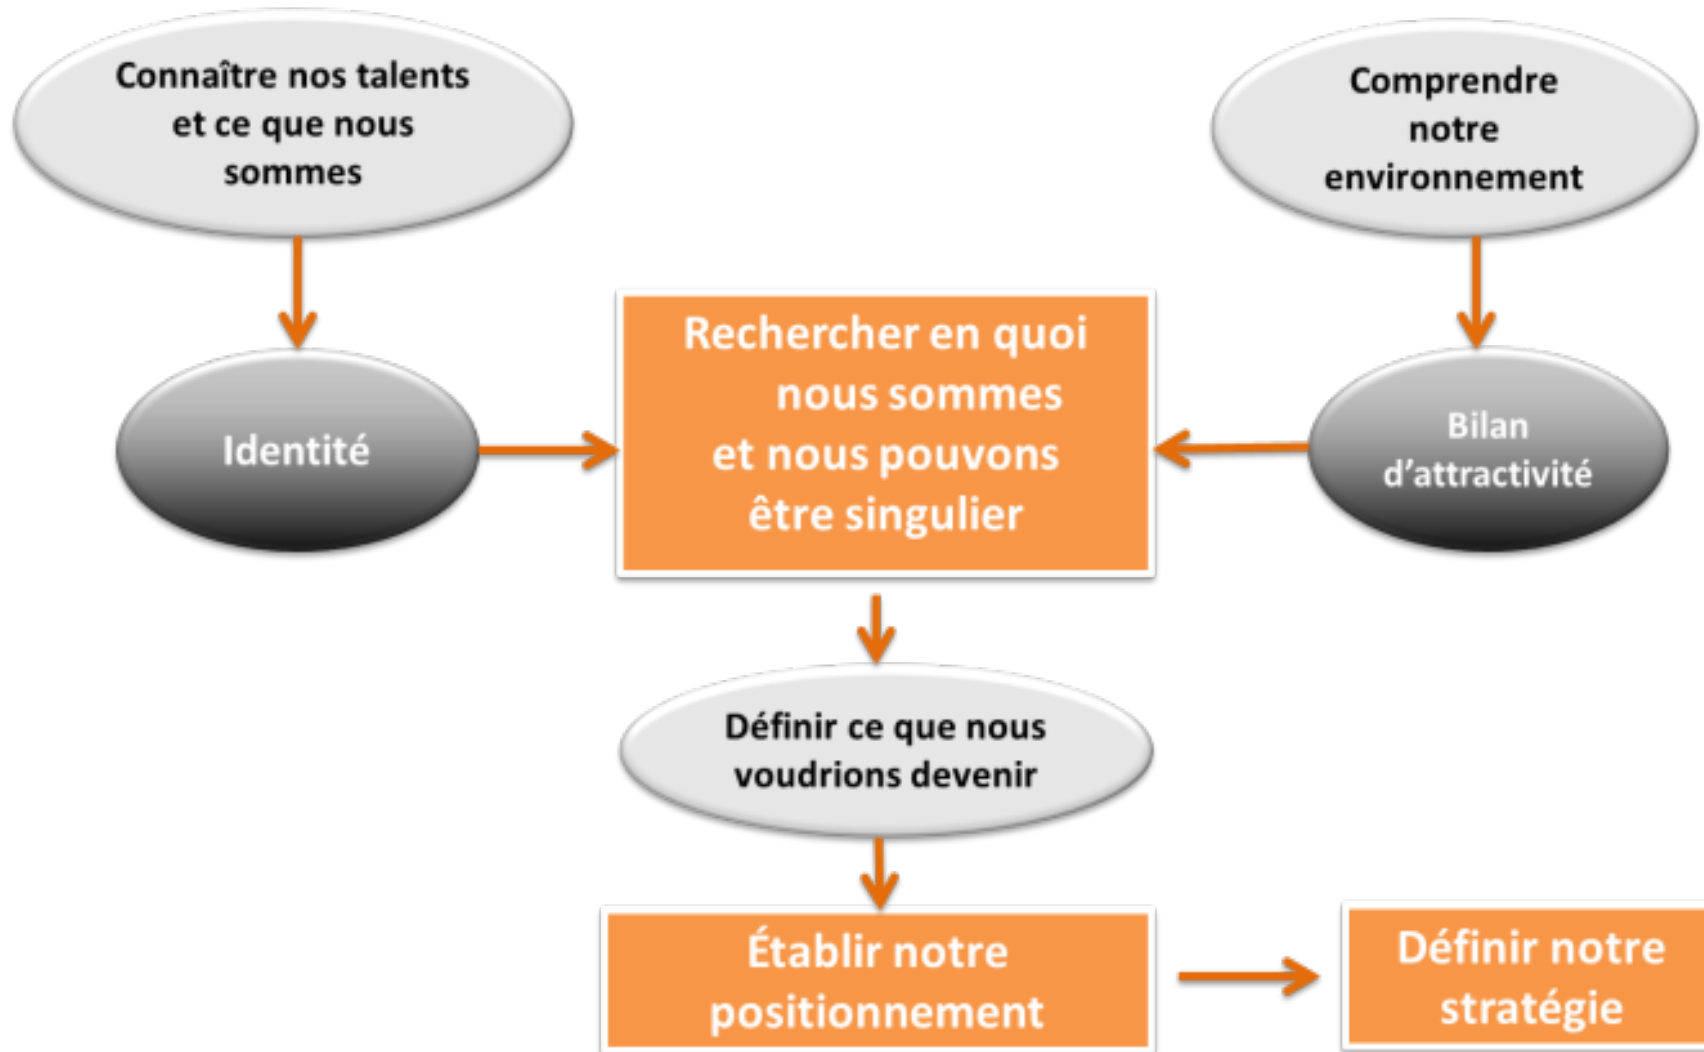 Connaître nos talents
et ce que nous
sommes
Comprendre
notre
environnement
Identité
Rechercher en quoi
nous sommes
et nous pouvons
être singulier
Bilan
d’attractivité
Définir ce que nous
voudrions devenir
Établir notre
positionnement
Définir notre
stratégie